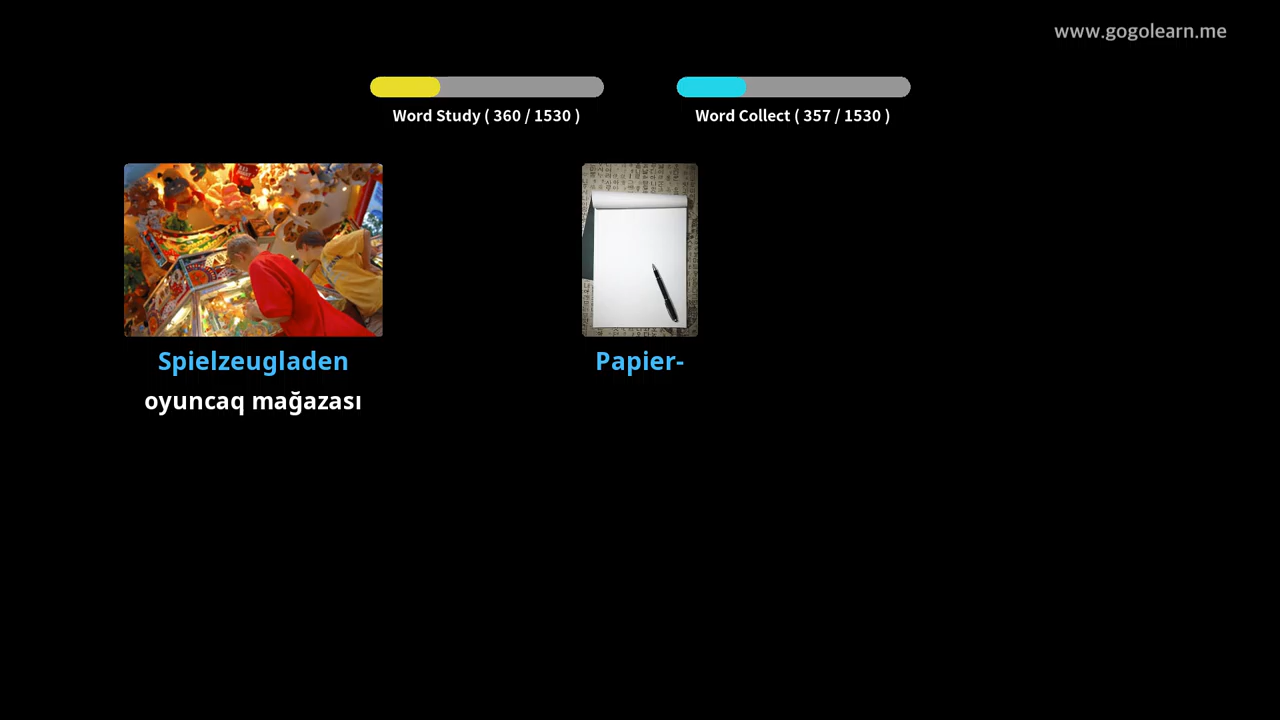 www.gogolearn.me
Word Study ( 360 / 1530 )
Word Collect ( 357 / 1530 )
Spielzeugladen
oyuncaq mağazası
Papier-